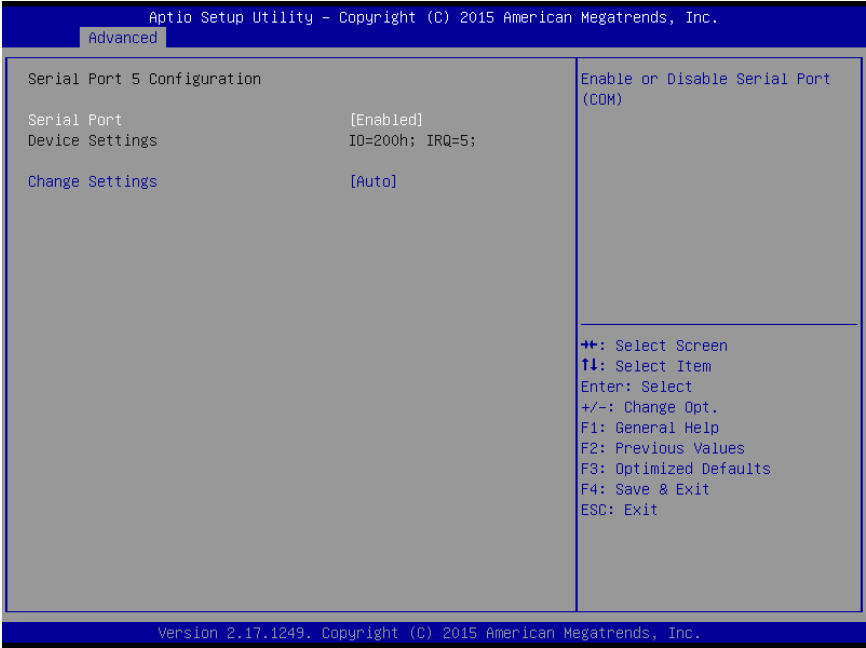 Aptio Setup Utility – Copyright (C) 2015 American Megatrends, Inc.
Advanced
Serial Port 5 Configuration
Serial Port [Enabled]
Device Settings IO=200h; IRQ=5;
Change Settings [Auto]
Enable or Disable Serial Port
(COM)
→←: Select Screen
↑↓: Select Item
Enter: Select
+/-: Change Opt.
F1: General Help
F2: Previous Values
F3: Optimized Defaults
F4: Save & Exit
ESC: Exit
Version 2.17.1249. Copyright (C) 2015 American Megatrends, Inc.